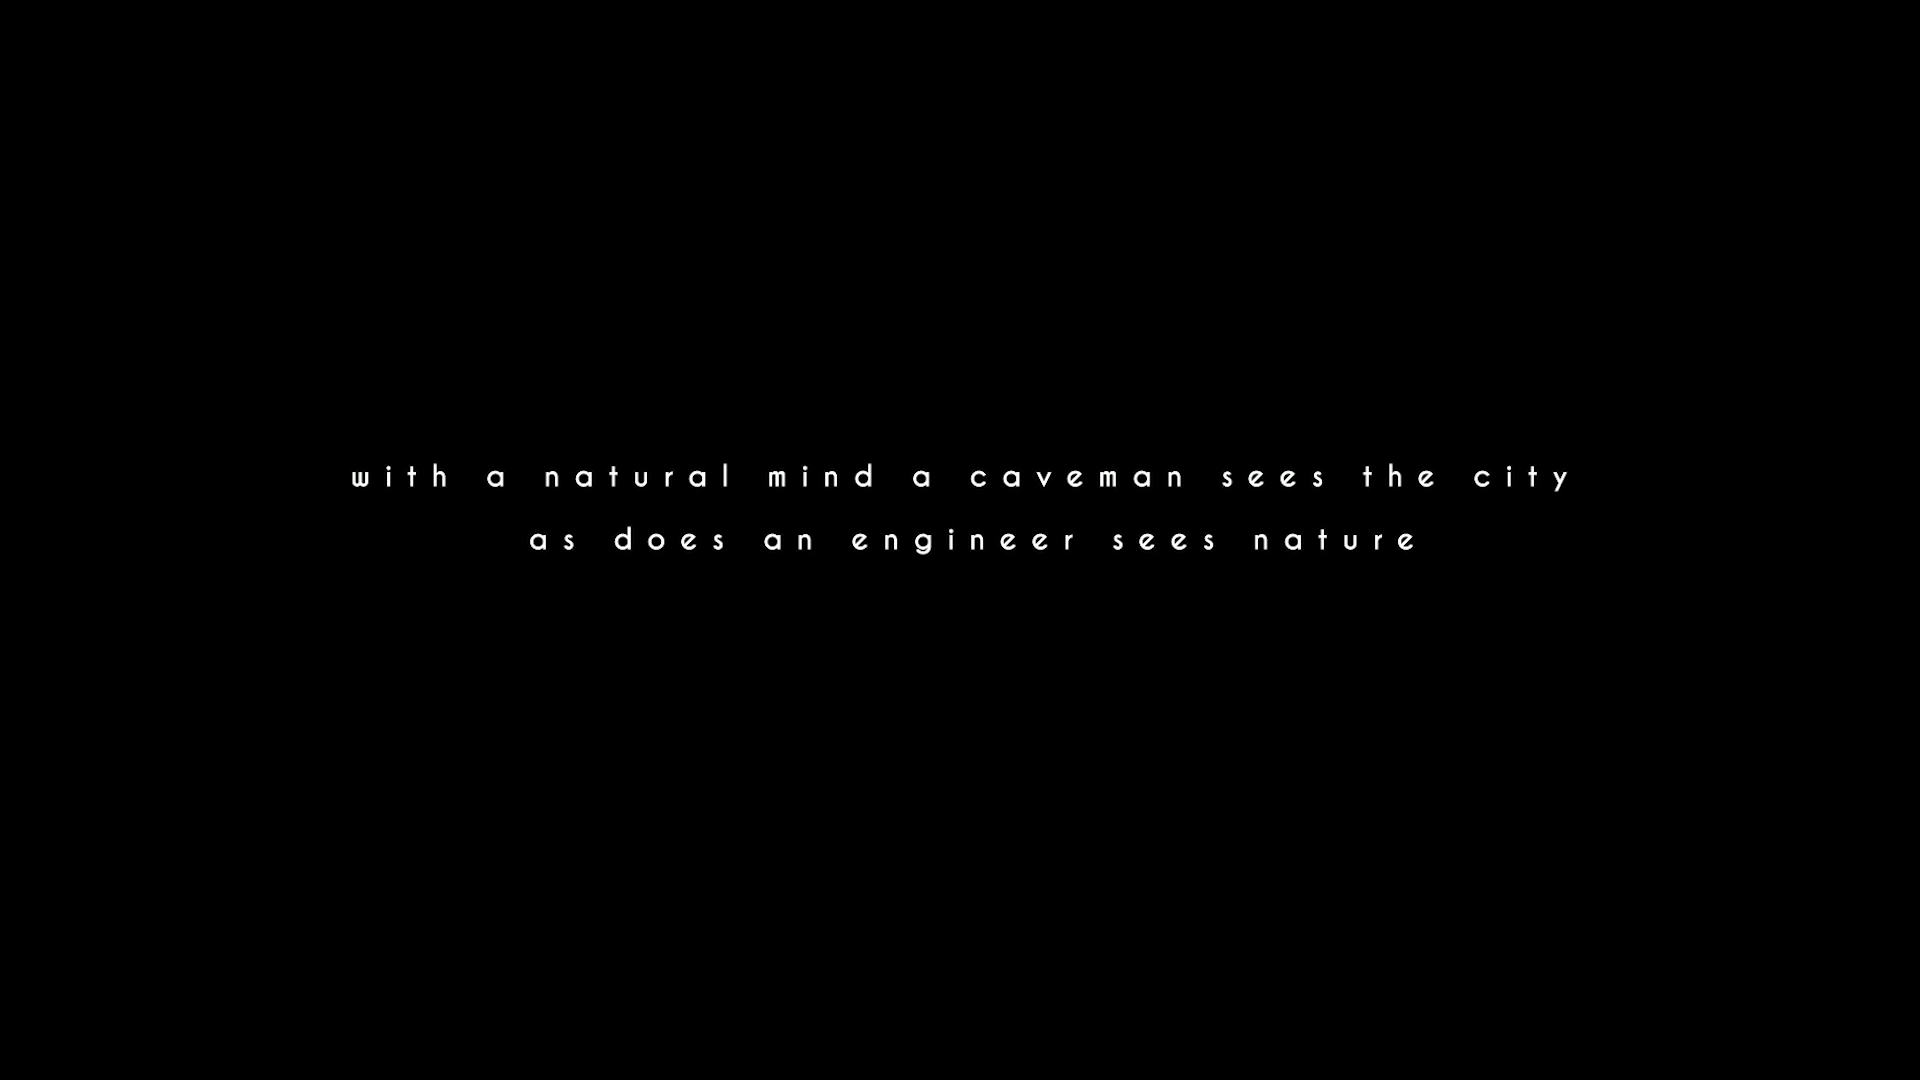 with a natural mind a caveman sees the city
as does an engineer sees nature